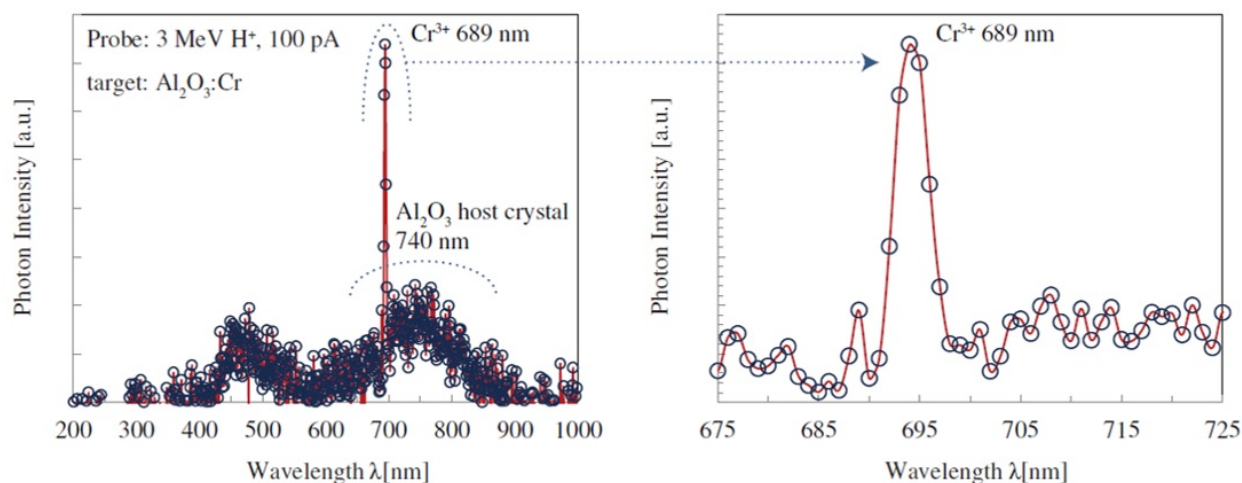 Probe: 3 MeV H⁺, 100 pA
target: Al₂O₃:Cr
Cr³⁺ 689 nm
Al₂O₃ host crystal
740 nm
Photon Intensity [a.u.]
200 300 400 500 600 700 800 900 1000
Wavelength λ[nm]
Cr³⁺ 689 nm
Photon Intensity [a.u.]
675 685 695 705 715 725
Wavelength λ[nm]